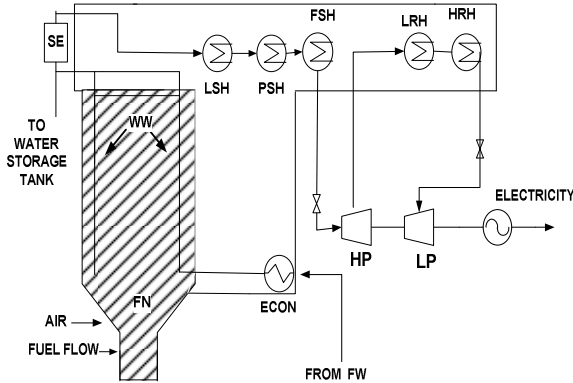 FSH
LRH
HRH
SE
LSH
PSH
TO
WATER
STORAGE
TANK
WW
ELECTRICITY
HP
LP
FN
ECON
AIR
FUEL FLOW
FROM FW